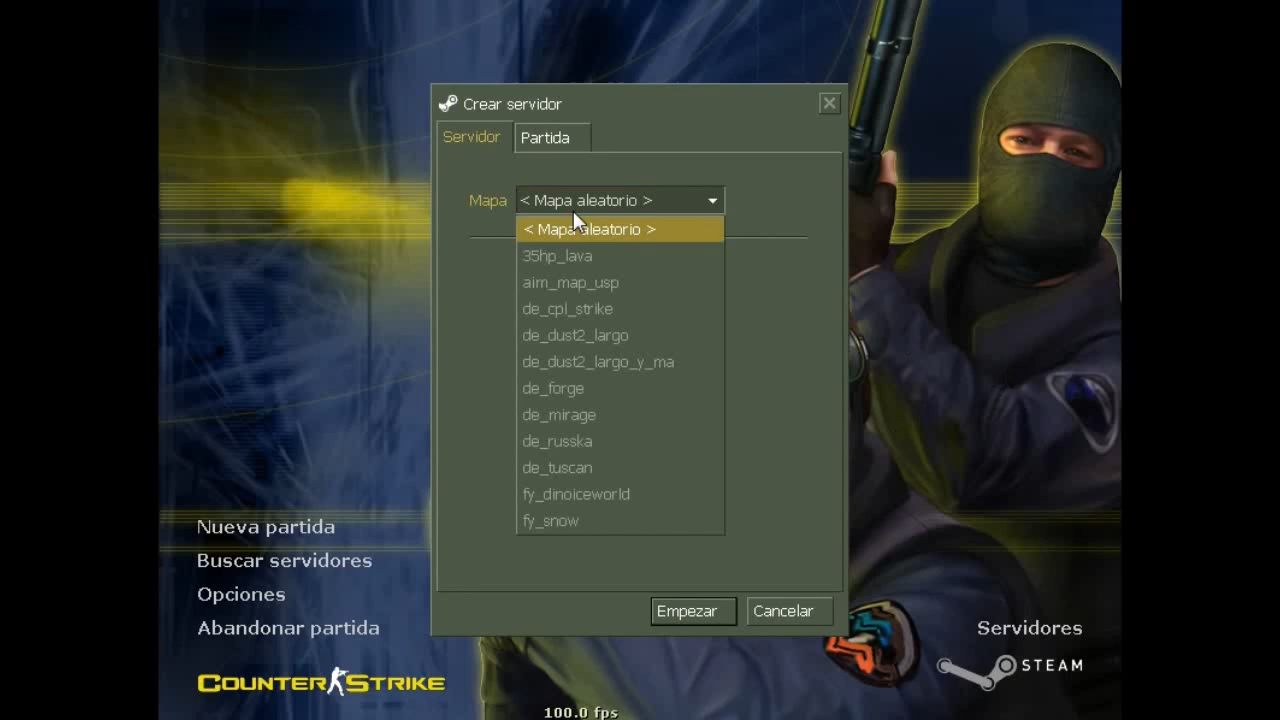 Crear servidor
Servidor
Partida
Mapa
< Mapa aleatorio >
< Mapa aleatorio >
35hp_lava
aim_map_usp
de_cpl_strike
de_dust2_largo
de_dust2_largo_y_ma
de_forge
de_mirage
de_russka
de_tuscan
fy_dinoiceworld
fy_snow
Empezar
Cancelar
Nueva partida
Buscar servidores
Opciones
Abandonar partida
COUNTER STRIKE
Servidores
STEAM
100.0 fps